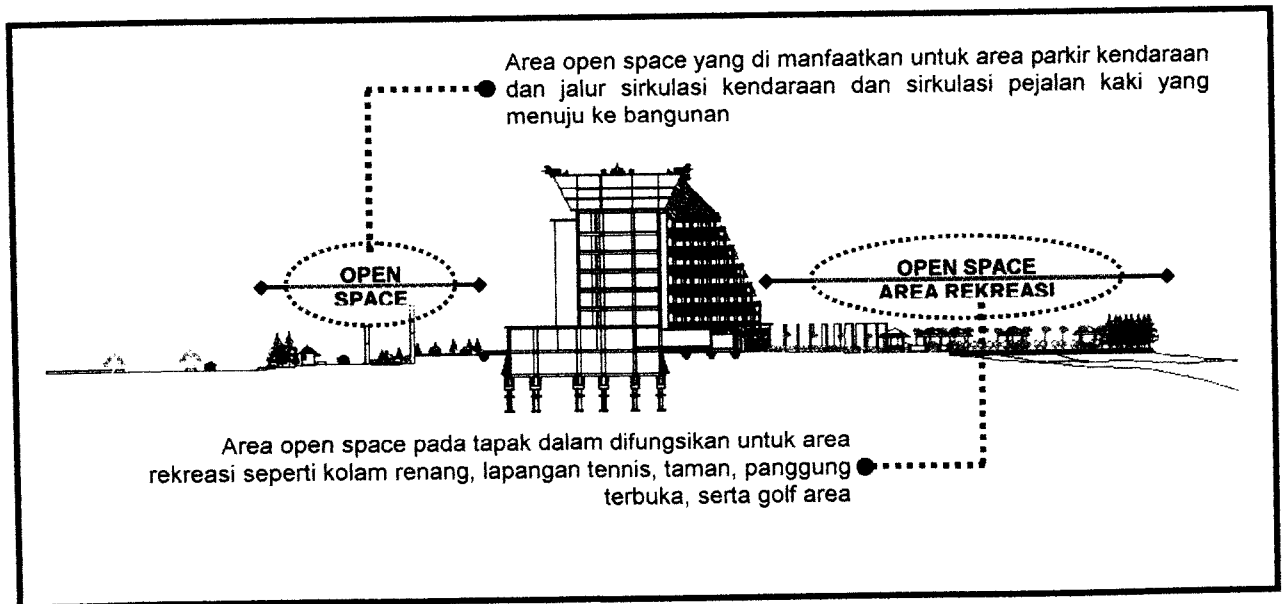 Area open space yang di manfaatkan untuk area parkir kendaraan
dan jalur sirkulasi kendaraan dan sirkulasi pejalan kaki yang
menuju ke bangunan
OPEN
SPACE
OPEN SPACE
AREA REKREASI
Area open space pada tapak dalam difungsikan untuk area
rekreasi seperti kolam renang, lapangan tennis, taman, panggung
terbuka, serta golf area